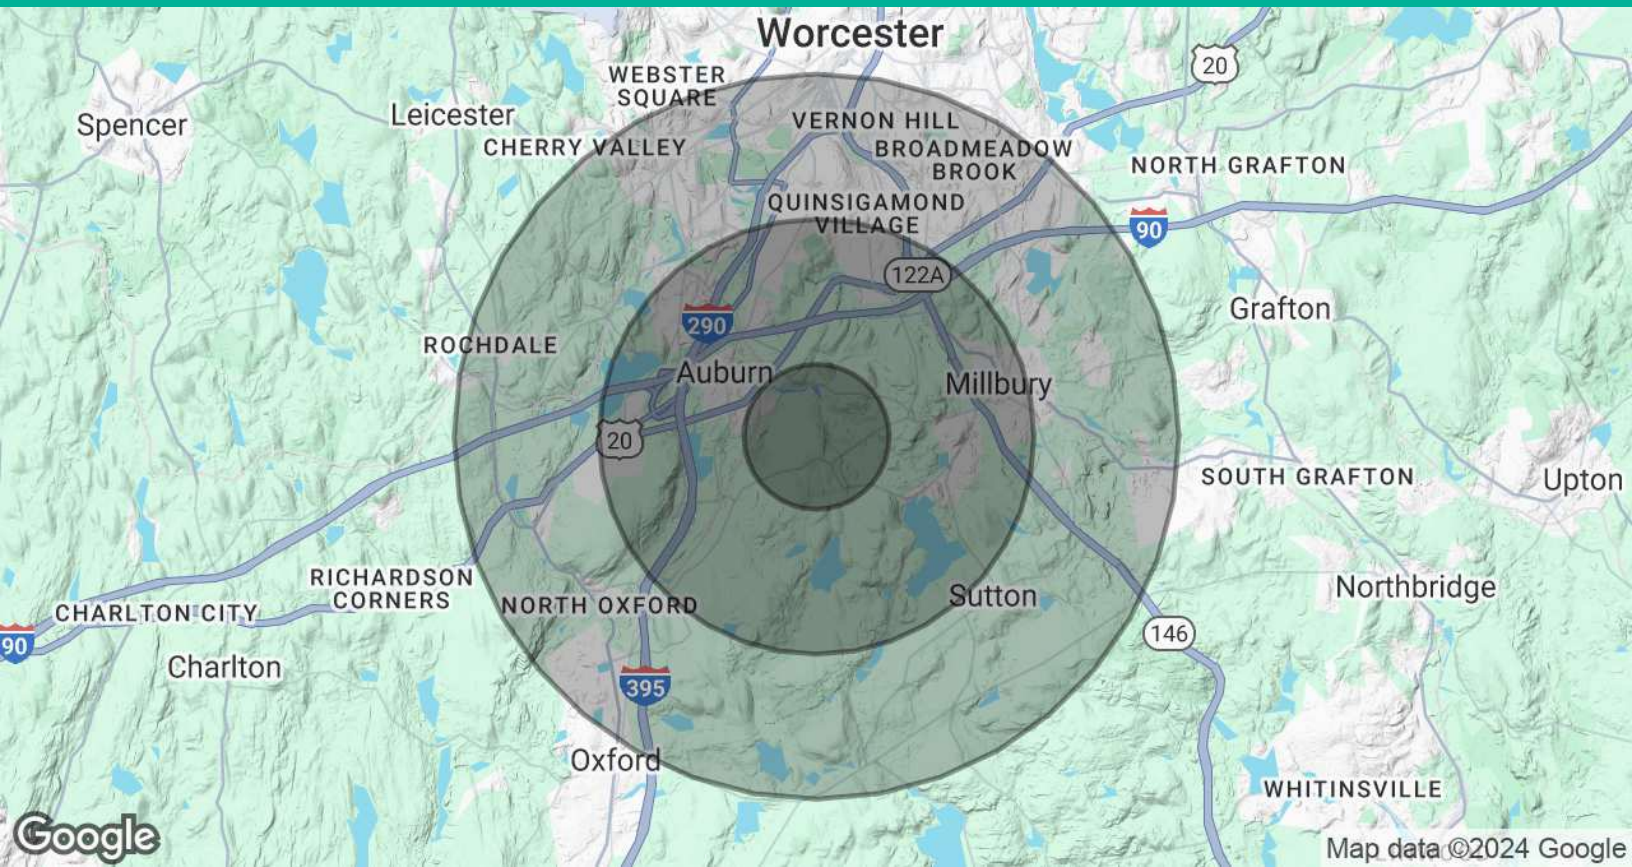 Worcester
20
WEBSTER
SQUARE
Leicester
Spencer
VERNON HILL
CHERRY VALLEY
BROADMEADOW
BROOK
NORTH GRAFTON
QUINSIGAMOND
VILLAGE
90
122A
Grafton
290
ROCHDALE
Auburn
Millbury
20
SOUTH GRAFTON
Upton
RICHARDSON
CORNERS
Northbridge
Sutton
NORTH OXFORD
CHARLTON CITY
146
90
Charlton
395
Oxford
WHITINSVILLE
Google
Map data ©2024 Google